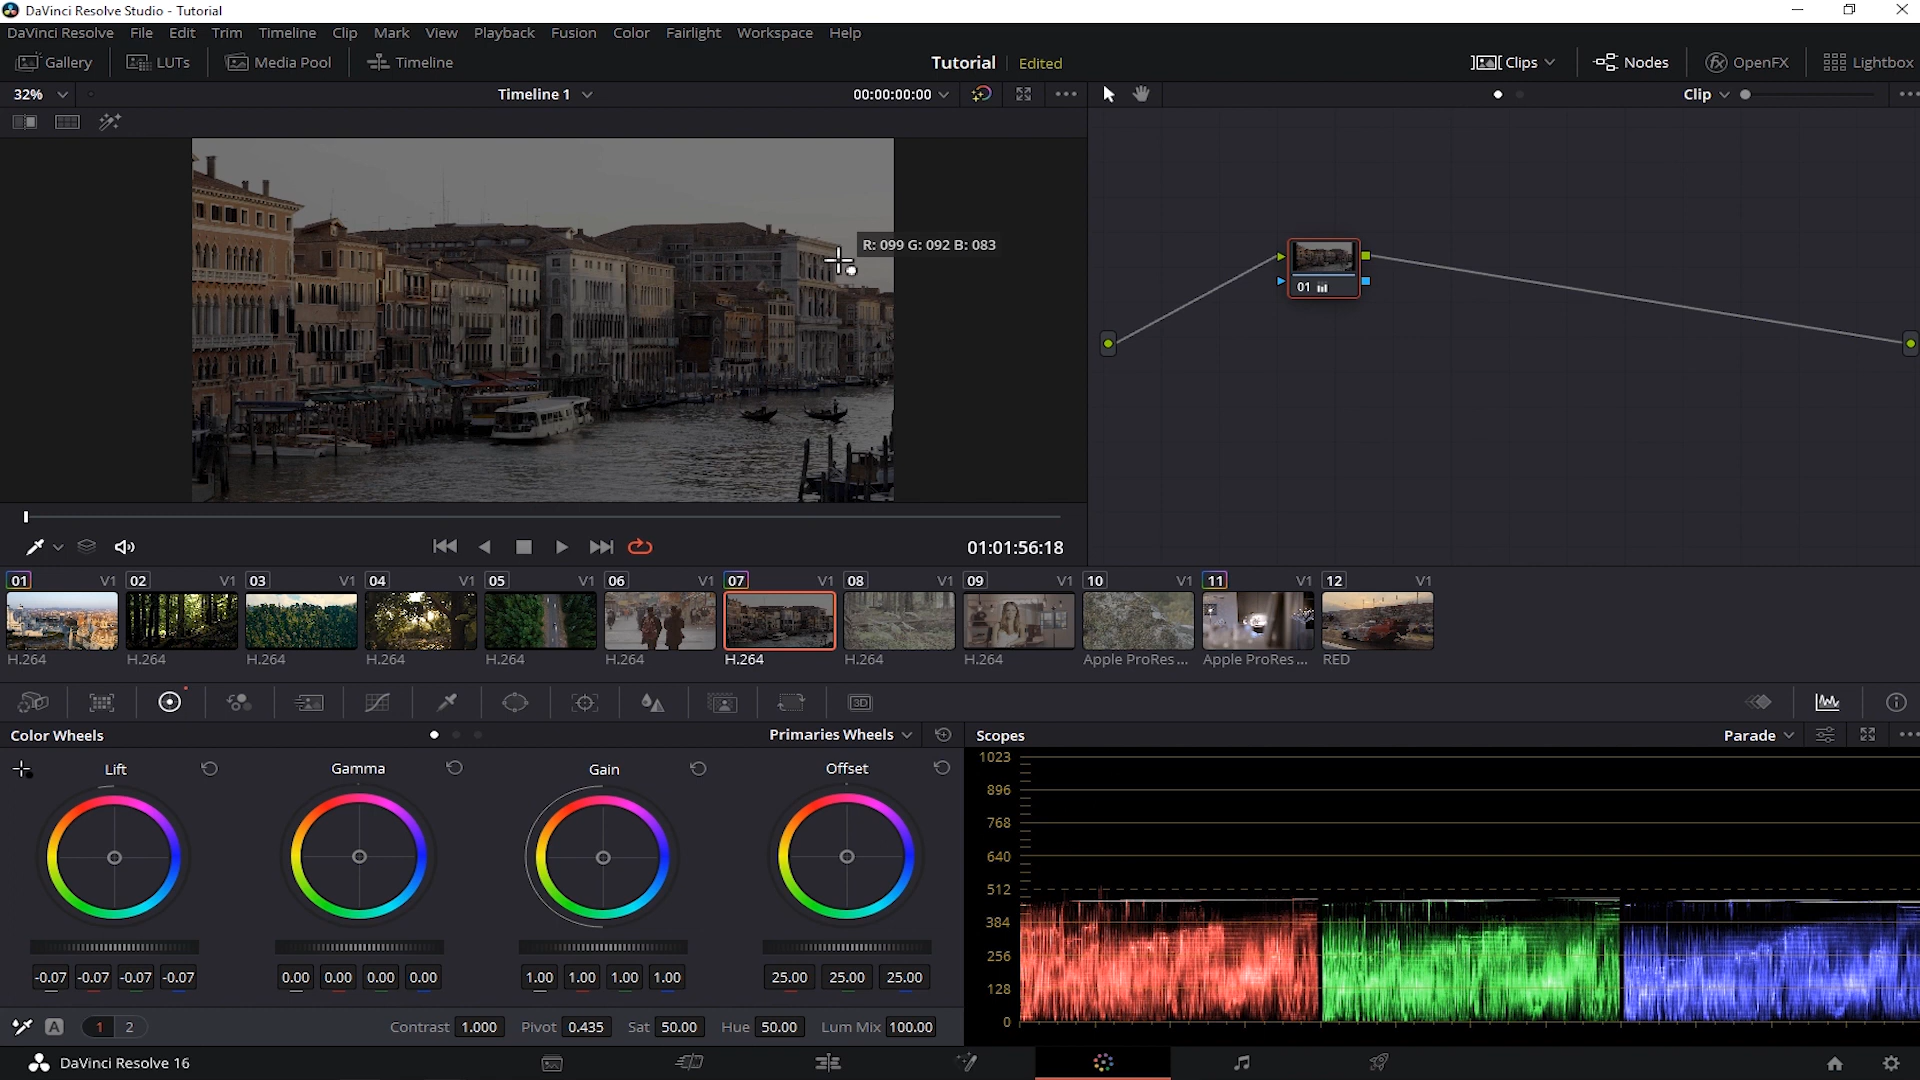 DaVinci Resolve Studio - Tutorial
DaVinci Resolve File Edit Trim Timeline Clip Mark View Playback Fusion Color Fairlight Workspace Help
Gallery LUTs Media Pool Timeline Tutorial Edited Clips Nodes fx OpenFX Lightbox
32% Timeline 1 00:00:00:00 Clip
R: 099 G: 092 B: 083
01
01:01:56:18
01 V1 02 V1 03 V1 04 V1 05 V1 06 V1 07 V1 08 V1 09 V1 10 V1 11 V1 12 V1
H.264 H.264 H.264 H.264 H.264 H.264 H.264 H.264 H.264 Apple ProRes ... Apple ProRes ... RED
3D
Color Wheels Primaries Wheels Scopes Parade
Lift Gamma Gain Offset
1023
896
768
640
512
384
256
128
0
-0.07 -0.07 -0.07 -0.07 0.00 0.00 0.00 0.00 1.00 1.00 1.00 1.00 25.00 25.00 25.00
A 1 2 Contrast 1.000 Pivot 0.435 Sat 50.00 Hue 50.00 Lum Mix 100.00
DaVinci Resolve 16